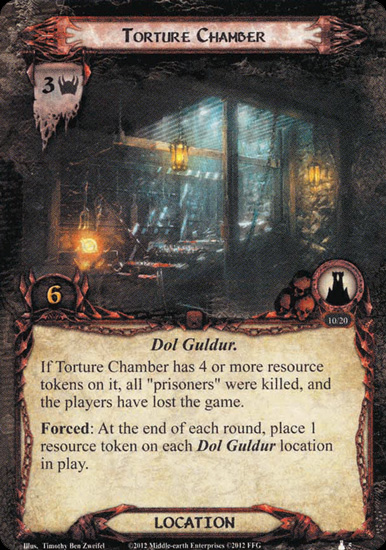 Torture Chamber
3
6
10/20
Dol Guldur.
If Torture Chamber has 4 or more resource
tokens on it, all "prisoners" were killed, and
the players have lost the game.
Forced: At the end of each round, place 1
resource token on each Dol Guldur location
in play.
LOCATION
Illus. Timothy Ben Zweifel ©2012 Middle-earth Enterprises ©2012 FFG 5